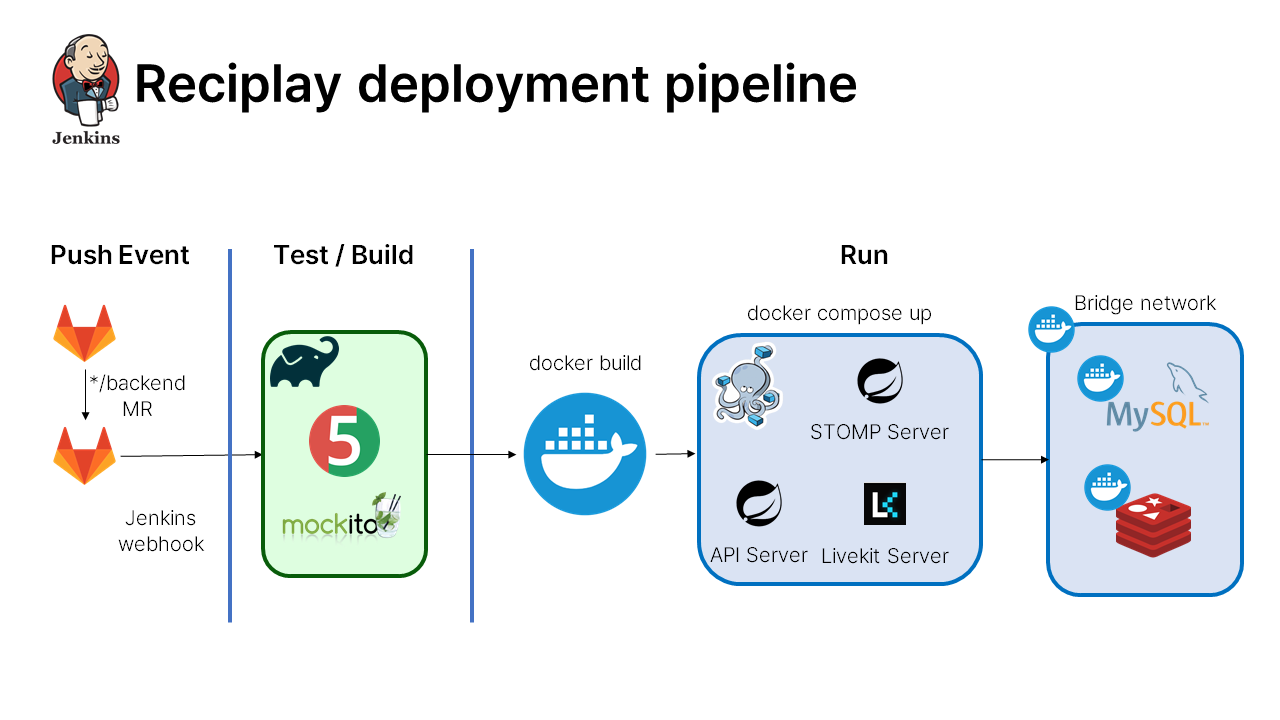 Jenkins
Reciplay deployment pipeline
Push Event
Test / Build
Run
*/backend
MR
Jenkins
webhook
5
mockito
docker build
docker compose up
STOMP Server
API Server
Livekit Server
Bridge network
MySQL